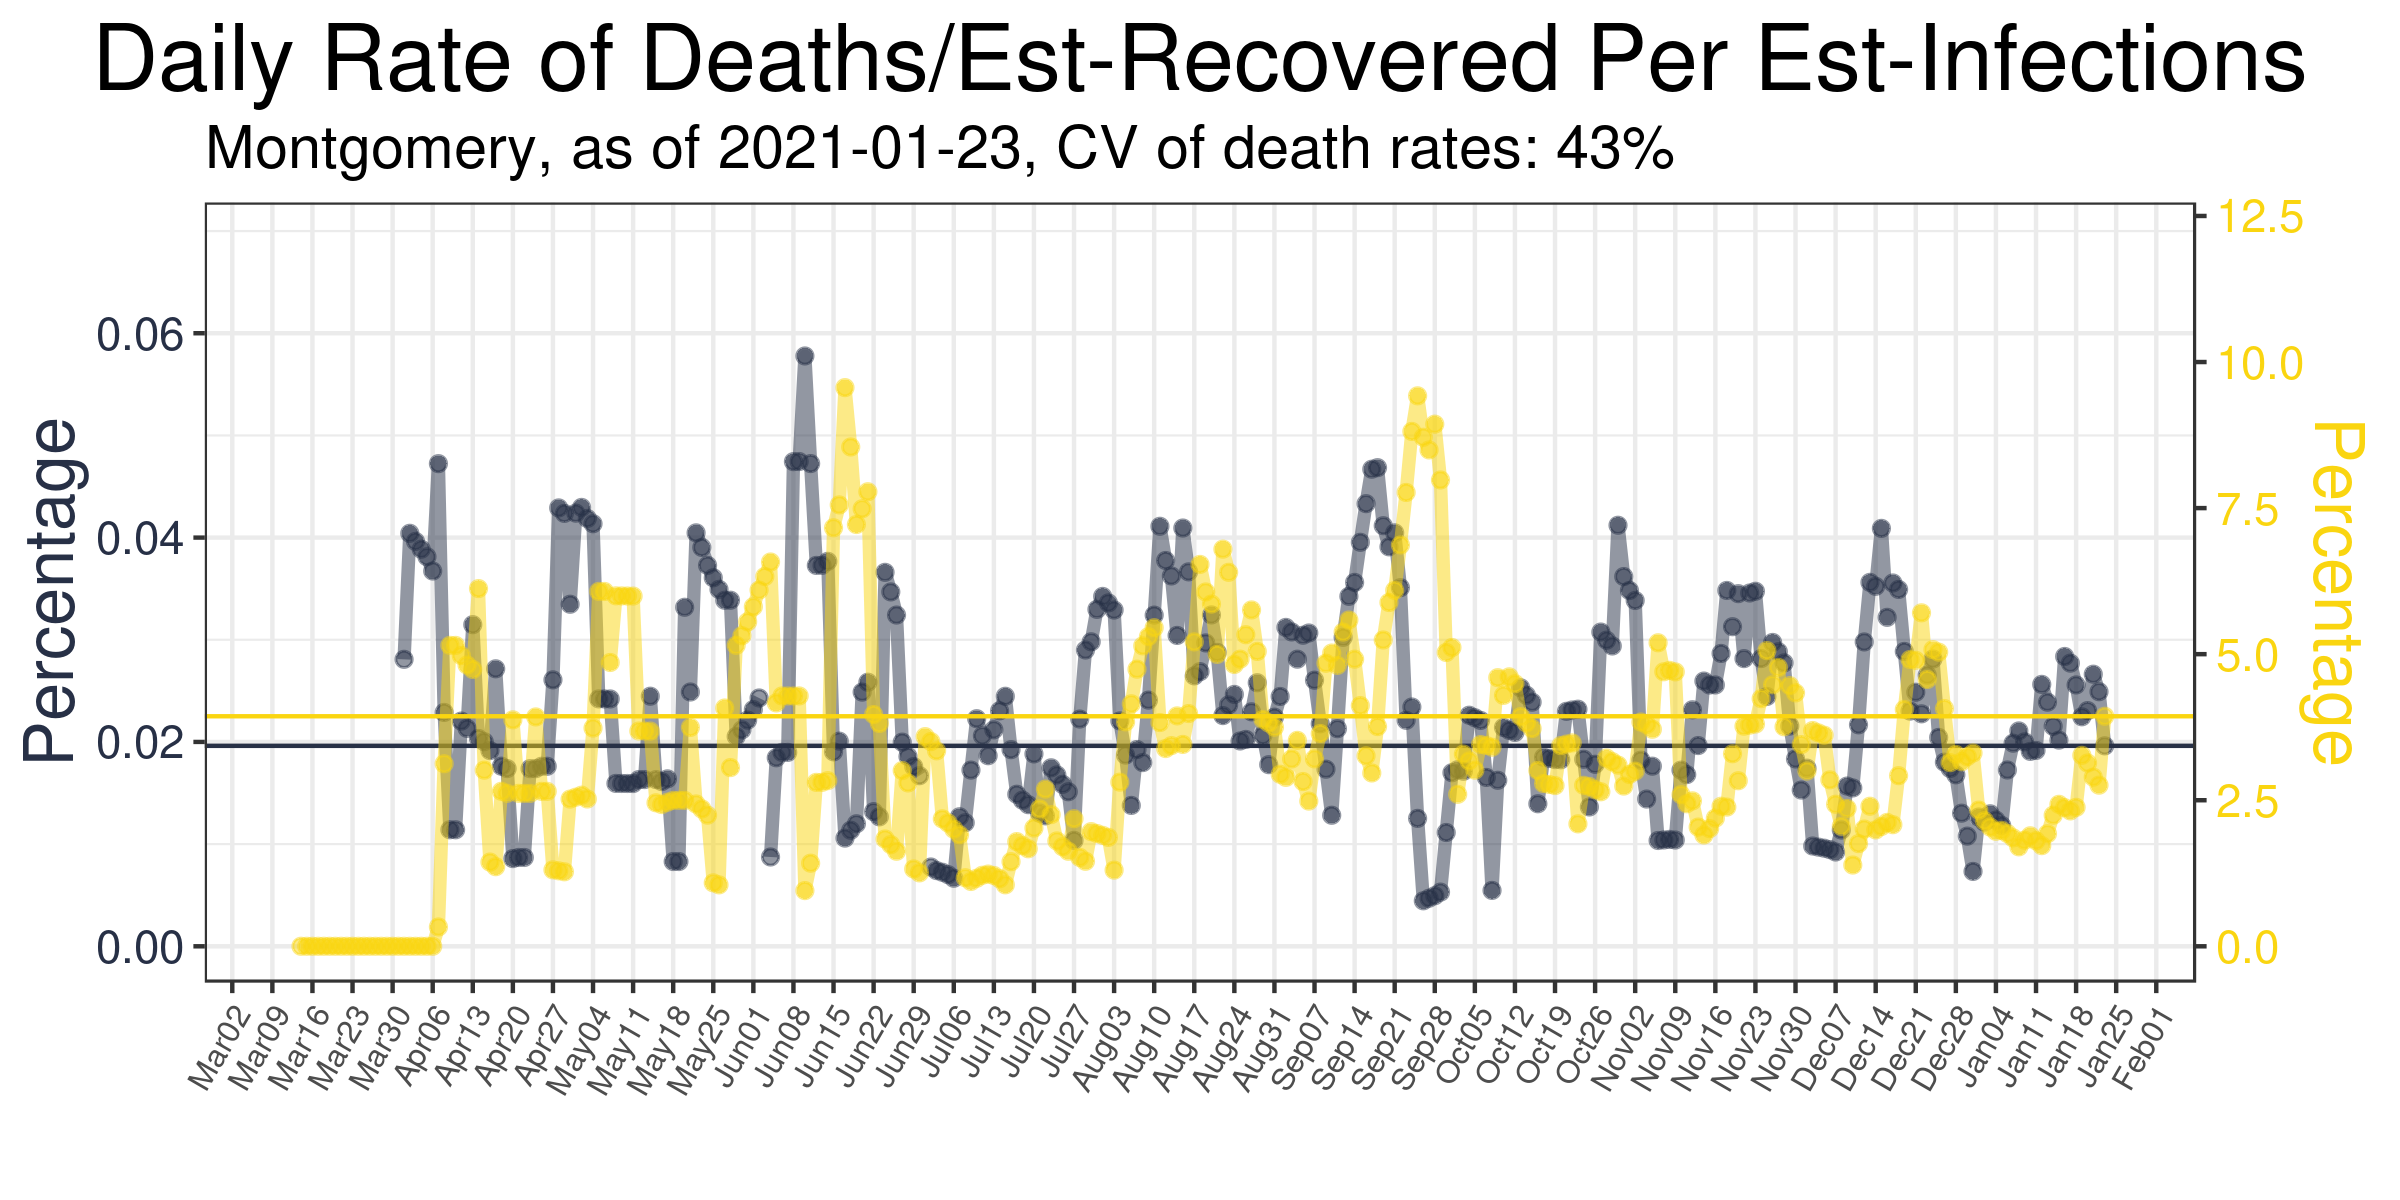 Daily Rate of Deaths/Est-Recovered Per Est-Infections
Montgomery, as of 2021-01-23, CV of death rates: 43%
Percentage
0.06
0.04
0.02
0.00
12.5
10.0
7.5
5.0
2.5
0.0
Percentage
Mar02 Mar09 Mar16 Mar23 Mar30 Apr06 Apr13 Apr20 Apr27 May04 May11 May18 May25 Jun01 Jun08 Jun15 Jun22 Jun29 Jul06 Jul13 Jul20 Jul27 Aug03 Aug10 Aug17 Aug24 Aug31 Sep07 Sep14 Sep21 Sep28 Oct05 Oct12 Oct19 Oct26 Nov02 Nov09 Nov16 Nov23 Nov30 Dec07 Dec14 Dec21 Dec28 Jan04 Jan11 Jan18 Jan25 Feb01